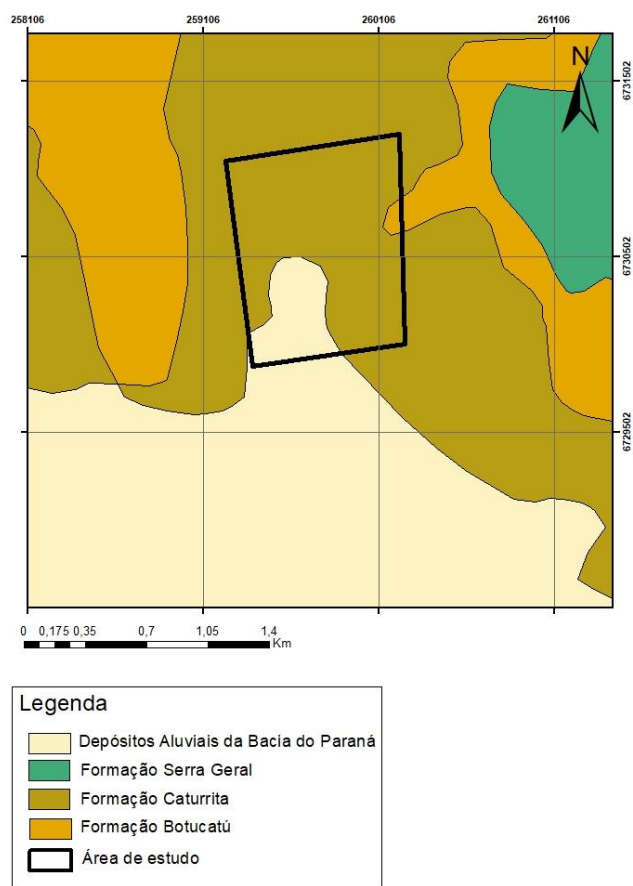 258106 259106 260106 261106
N
6731502
6730502
6729502
0 0,175 0,35 0,7 1,05 1,4
Km
Legenda
Depósitos Aluviais da Bacia do Paraná
Formação Serra Geral
Formação Caturrita
Formação Botucatú
Área de estudo